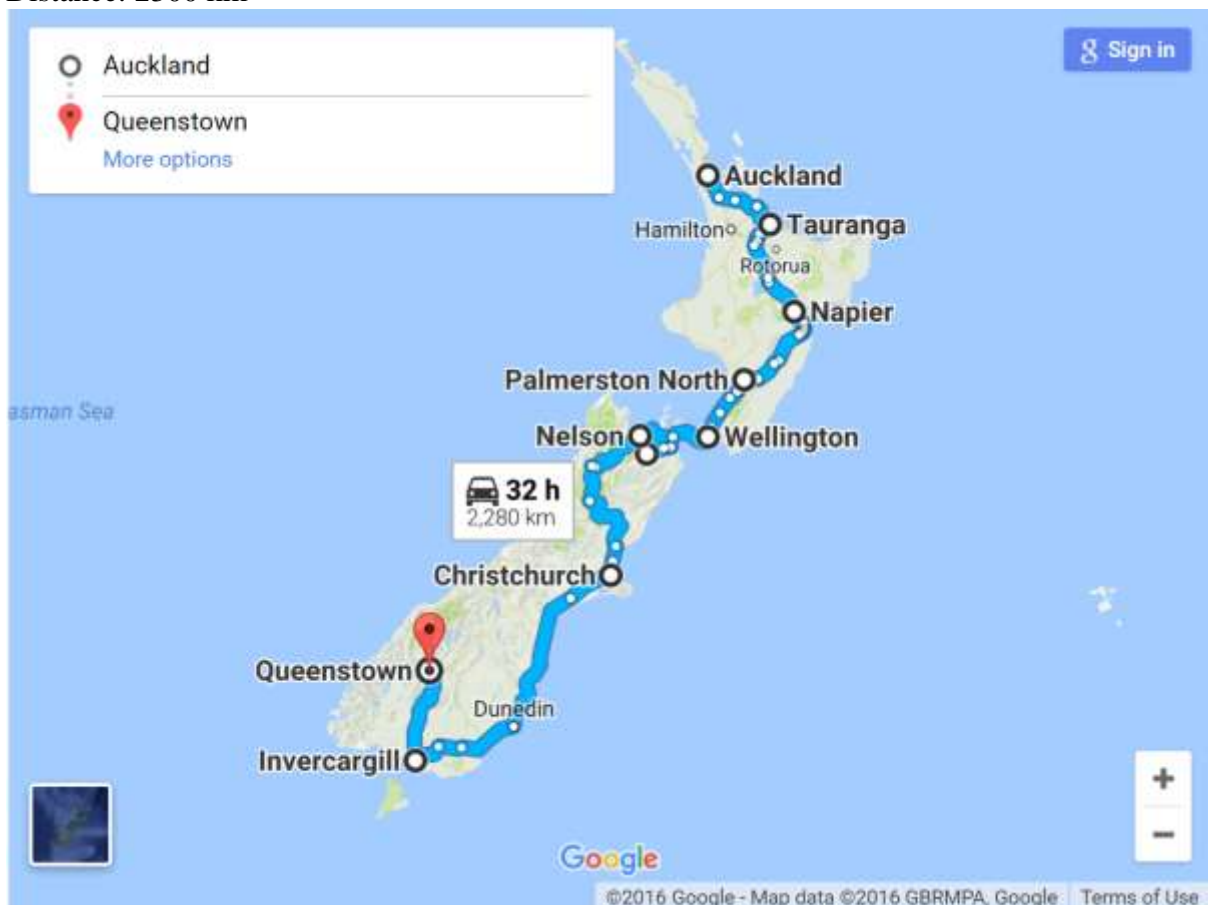 Auckland
Queenstown
More options
Sign in
Auckland
Tauranga
Hamilton
Rotorua
Napier
Palmerston North
asman Sea
Nelson
Wellington
32 h
2,280 km
Christchurch
Queenstown
Dunedin
Invercargill
+
−
Google
©2016 Google - Map data ©2016 GBRMPA, Google Terms of Use